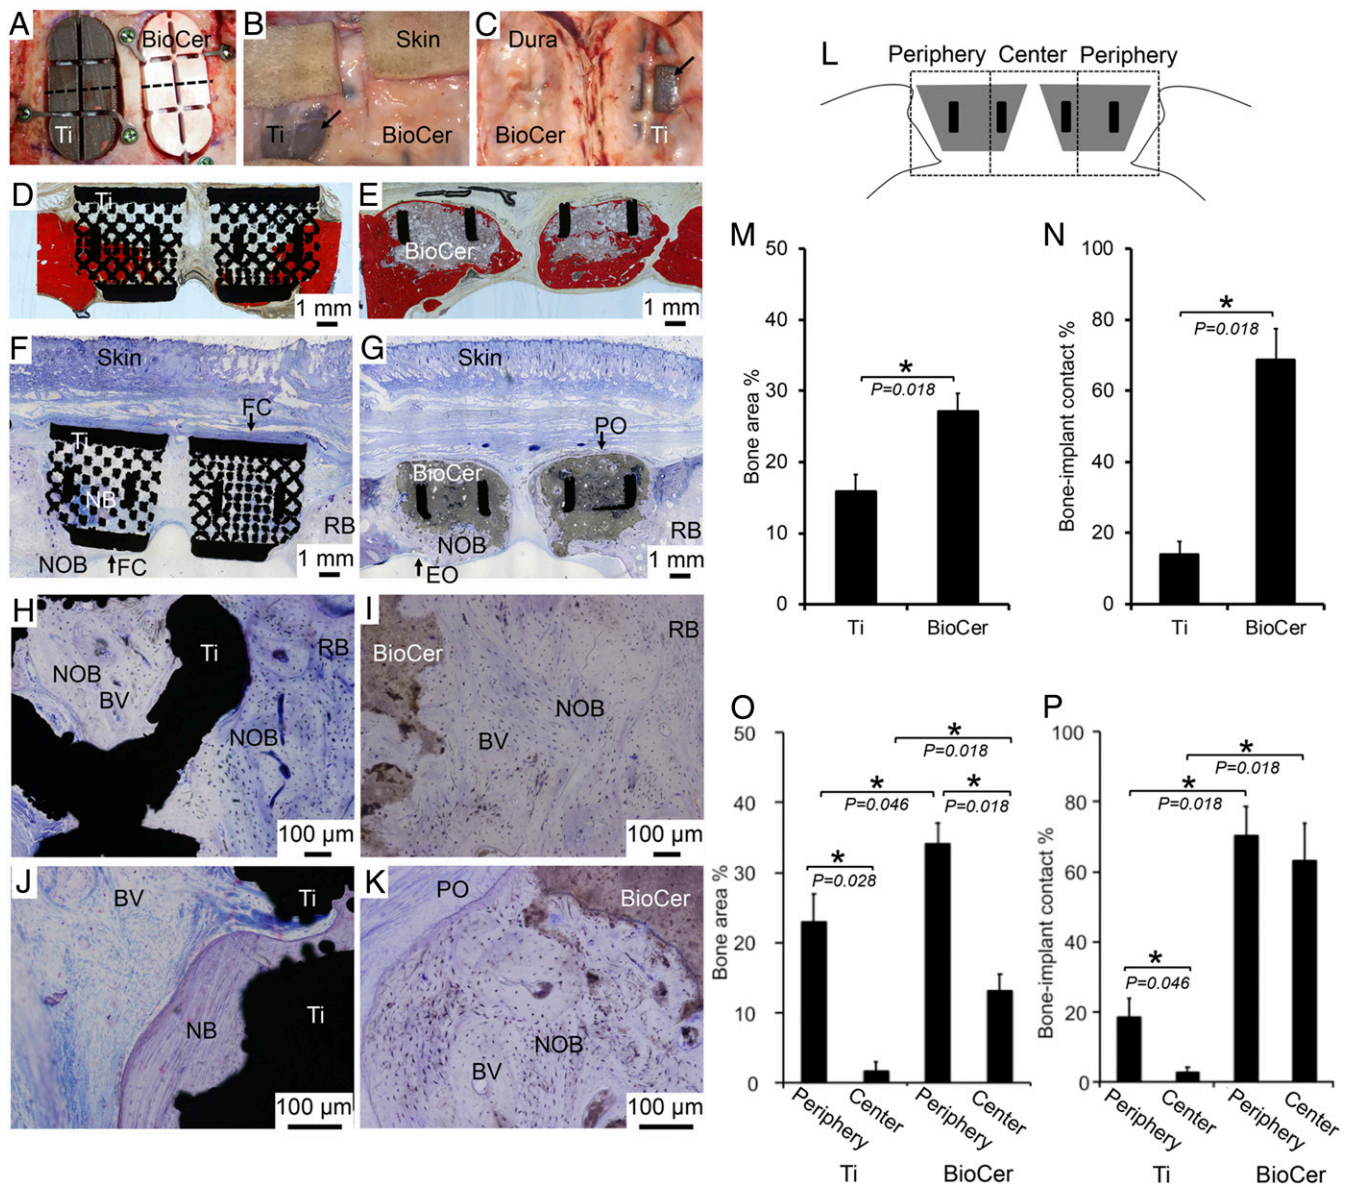 A
BioCer
Ti
B
Skin
Ti
BioCer
C
Dura
BioCer
Ti
D
Ti
1 mm
E
BioCer
1 mm
F
Skin
FC
Ti
NB
RB
NOB
FC
1 mm
G
Skin
PO
BioCer
NOB
RB
EO
1 mm
H
Ti
RB
NOB
BV
NOB
100 µm
I
RB
BioCer
NOB
BV
100 µm
J
BV
Ti
Ti
NB
100 µm
K
PO
BioCer
NOB
BV
100 µm
L
Periphery Center Periphery
M
Bone area %
50
40
30
20
10
0
*
P=0.018
Ti
BioCer
N
Bone-implant contact %
100
80
60
40
20
0
*
P=0.018
Ti
BioCer
O
Bone area %
50
40
30
20
10
0
*
P=0.018
*
P=0.046
*
P=0.018
*
P=0.028
Periphery
Center
Periphery
Center
Ti
BioCer
P
Bone-implant contact %
100
80
60
40
20
0
*
P=0.018
*
P=0.018
*
P=0.046
Periphery
Center
Periphery
Center
Ti
BioCer